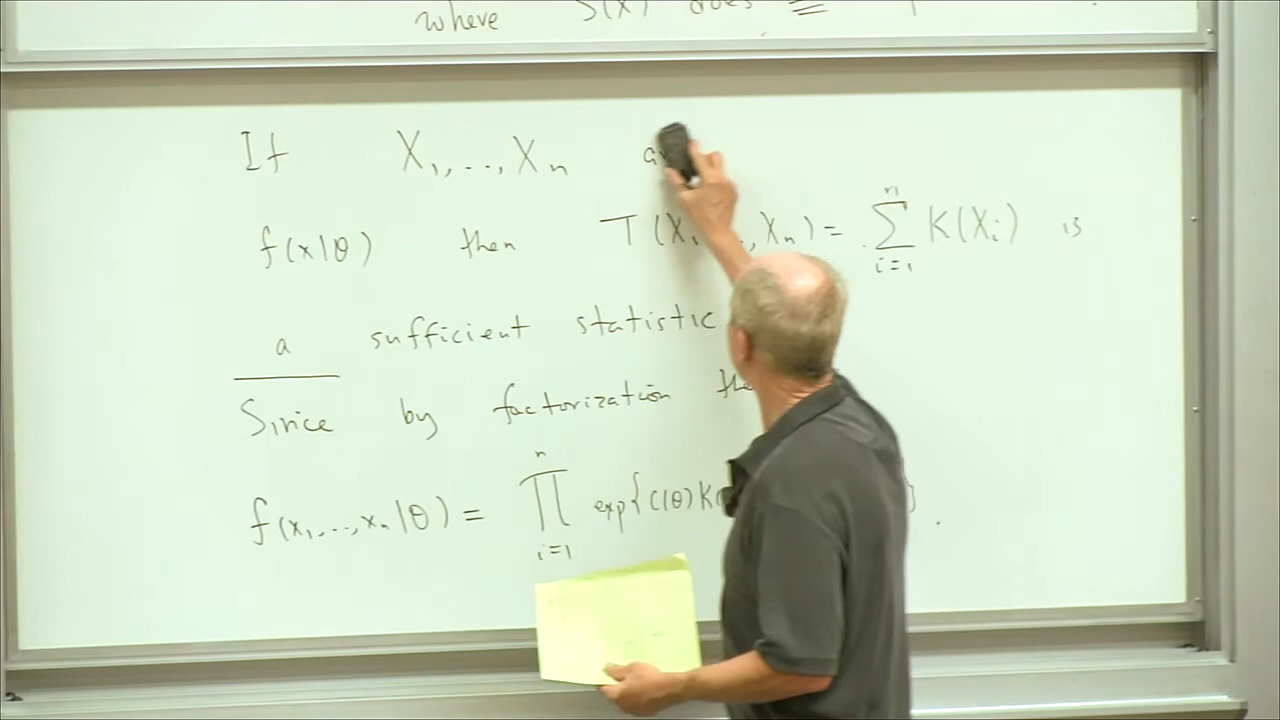 where S(X) does
If X₁, ..., Xₙ
f(x|θ) then T(X₁ ., Xₙ) = ∑ᵢ₌₁ⁿ K(Xᵢ) is
a sufficient statistic
Since by factorization
f(x₁, ..., xₙ|θ) = ∏ᵢ₌₁ⁿ exp{C(θ)K(